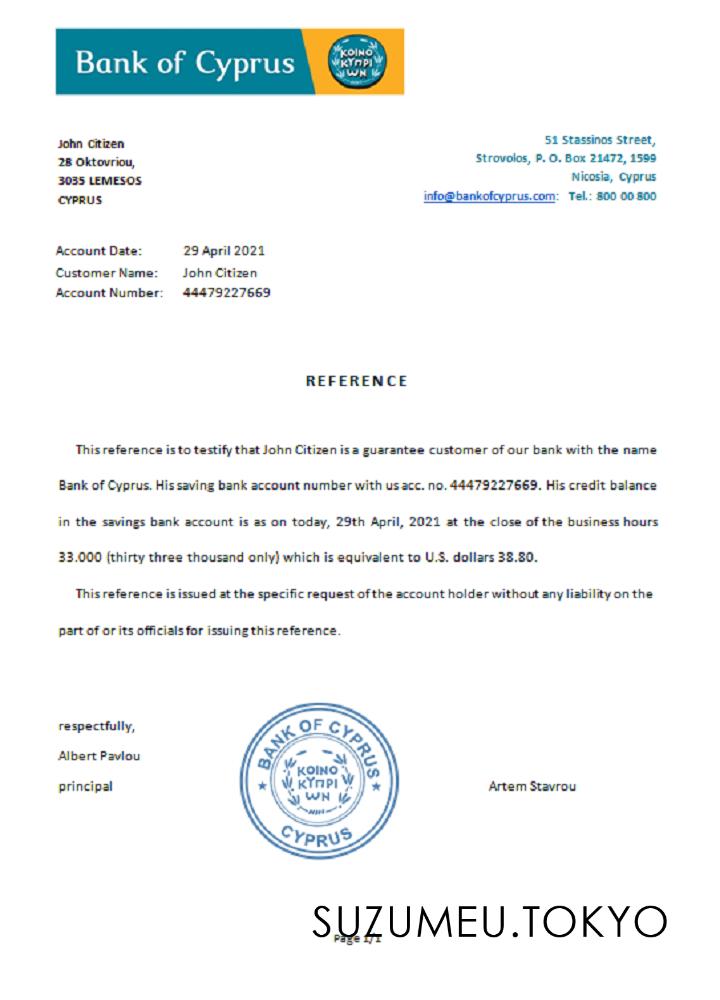 Bank of Cyprus
ΚΟΙΝΟ
ΚΥΠΡΙ
ΩΝ
John Citizen
28 Oktovriou,
3035 LEMESOS
CYPRUS
51 Stassinos Street,
Strovolos, P. O. Box 21472, 1599
Nicosia, Cyprus
info@bankofcyprus.com: Tel.: 800 00 800
Account Date: 29 April 2021
Customer Name: John Citizen
Account Number: 44479227669
REFERENCE
This reference is to testify that John Citizen is a guarantee customer of our bank with the name
Bank of Cyprus. His saving bank account number with us acc. no. 44479227669. His credit balance
in the savings bank account is as on today, 29th April, 2021 at the close of the business hours
33.000 (thirty three thousand only) which is equivalent to U.S. dollars 38.80.
This reference is issued at the specific request of the account holder without any liability on the
part of or its officials for issuing this reference.
respectfully,
Albert Pavlou
principal
BANK OF CYPRUS
ΚΟΙΝΟ
ΚΥΠΡΙ
ΩΝ
CYPRUS
Artem Stavrou
SUZUMEU.TOKYO
Page 1/1